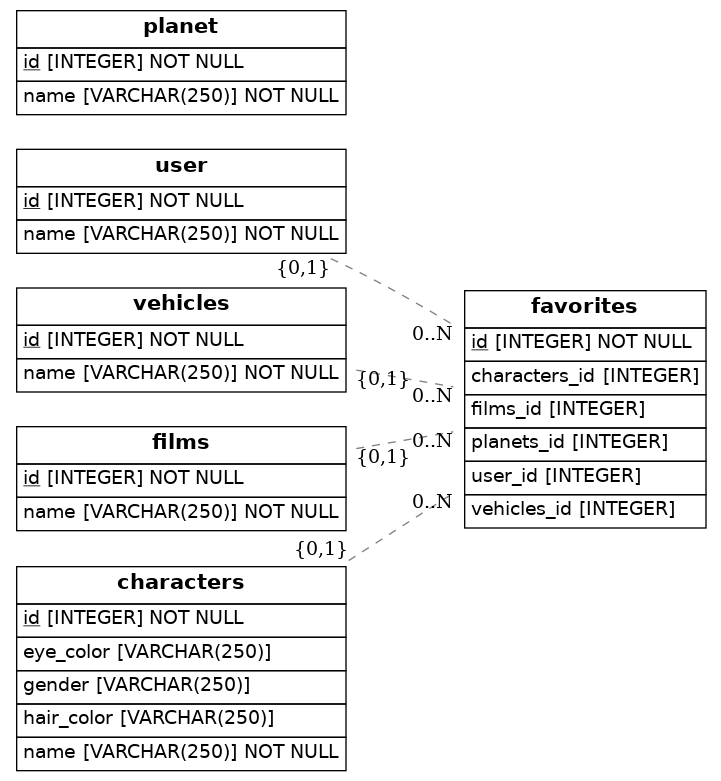 planet
id [INTEGER] NOT NULL
name [VARCHAR(250)] NOT NULL
user
id [INTEGER] NOT NULL
name [VARCHAR(250)] NOT NULL
{0,1}
vehicles
id [INTEGER] NOT NULL
name [VARCHAR(250)] NOT NULL
{0,1}
films
id [INTEGER] NOT NULL
name [VARCHAR(250)] NOT NULL
{0,1}
{0,1}
characters
id [INTEGER] NOT NULL
eye_color [VARCHAR(250)]
gender [VARCHAR(250)]
hair_color [VARCHAR(250)]
name [VARCHAR(250)] NOT NULL
0..N
0..N
0..N
0..N
favorites
id [INTEGER] NOT NULL
characters_id [INTEGER]
films_id [INTEGER]
planets_id [INTEGER]
user_id [INTEGER]
vehicles_id [INTEGER]